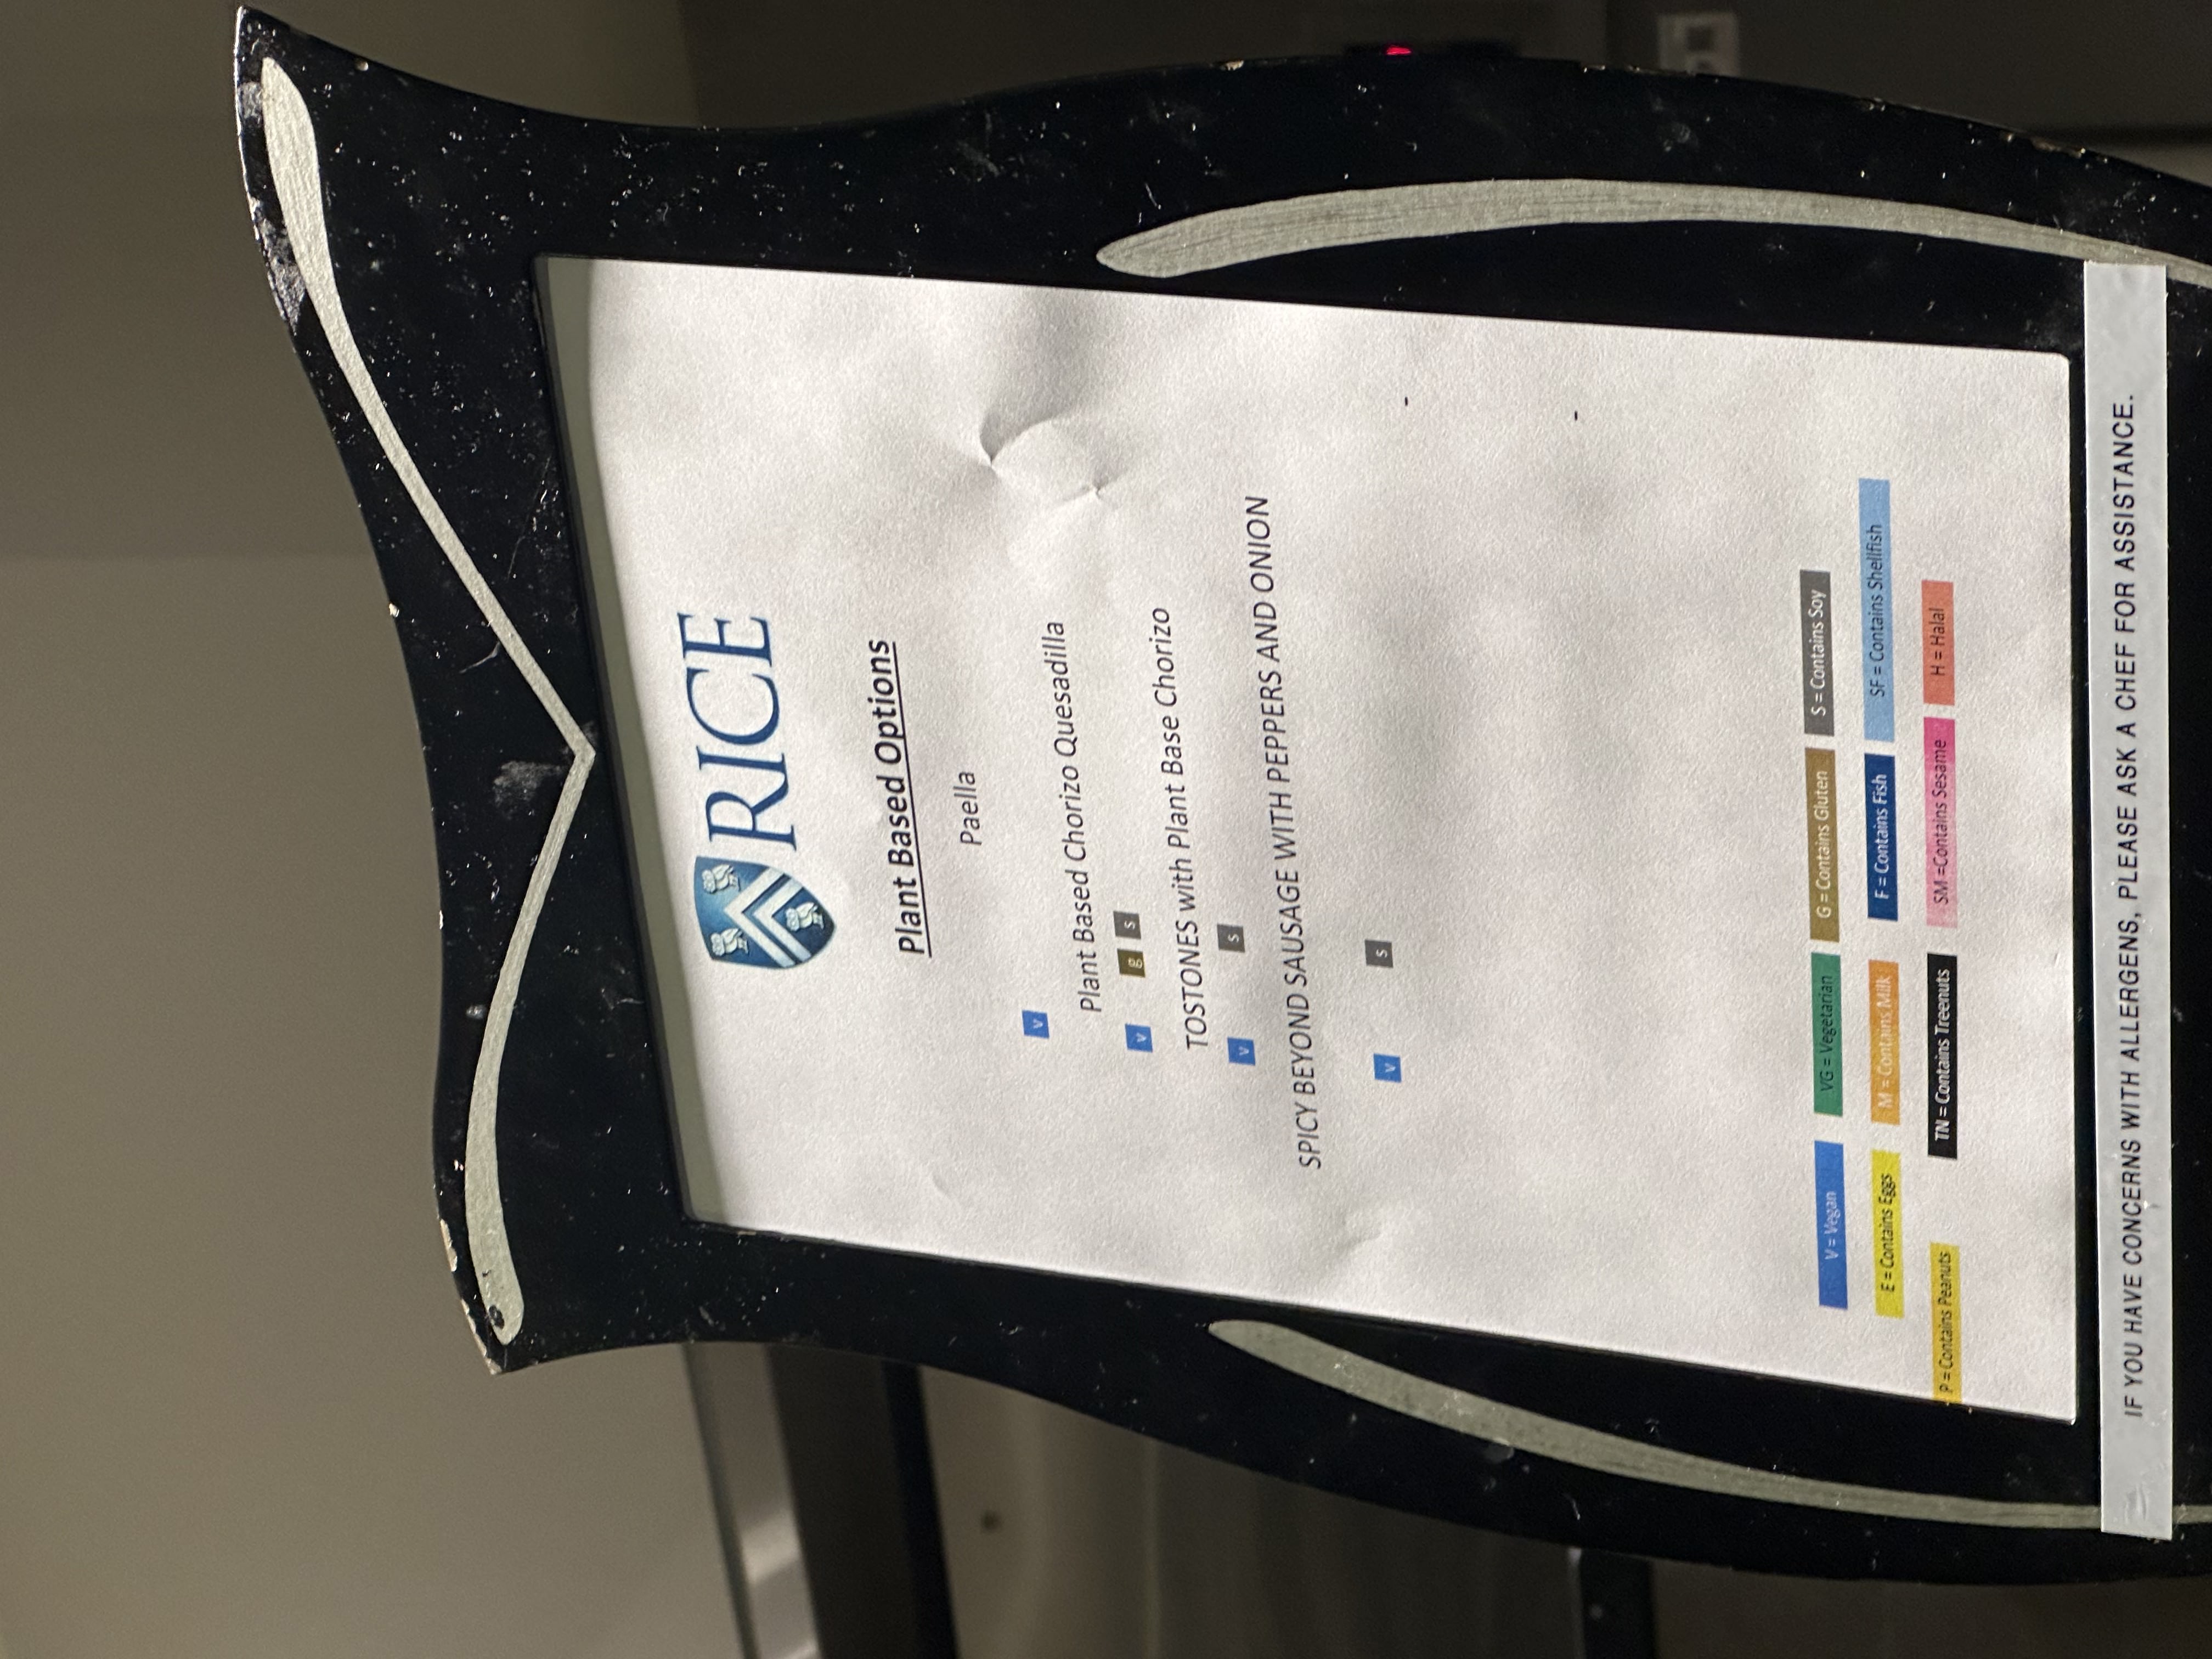 RICE
Plant Based Options
Paella
v
Plant Based Chorizo Quesadilla
v g s
TOSTONES with Plant Base Chorizo
v s
SPICY BEYOND SAUSAGE WITH PEPPERS AND ONION
v s
-
-
V = Vegan VG = Vegetarian G = Contains Gluten S = Contains Soy
E = Contains Eggs M = Contains Milk F = Contains Fish SF = Contains Shellfish
P = Contains Peanuts TN = Contains Treenuts SM =Contains Sesame H = Halal
IF YOU HAVE CONCERNS WITH ALLERGENS, PLEASE ASK A CHEF FOR ASSISTANCE.